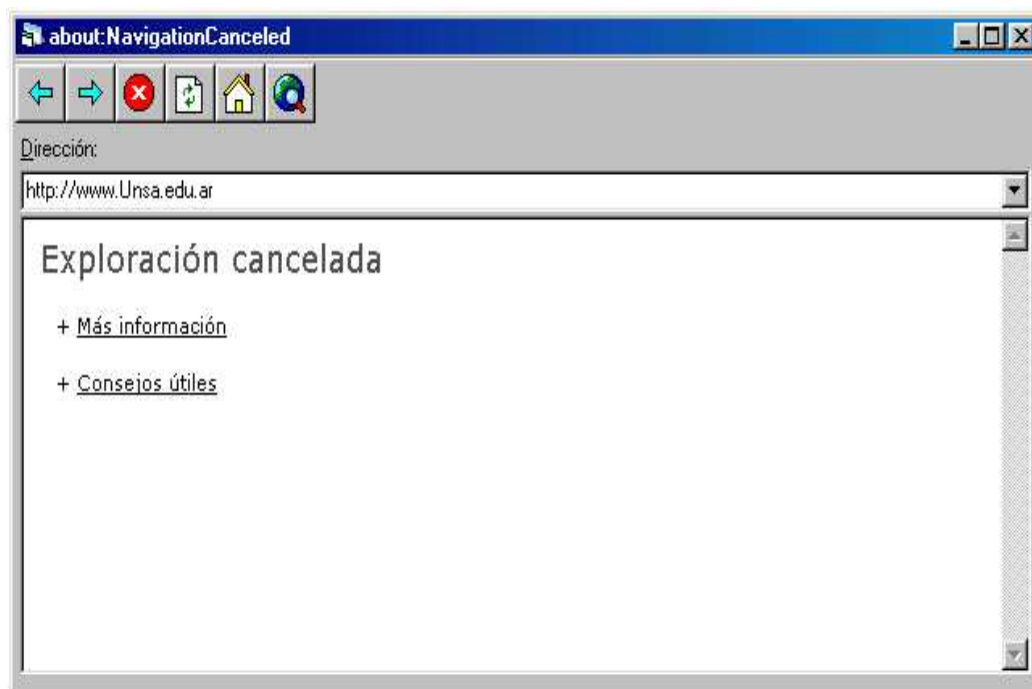 about:NavigationCanceled
Dirección:
http://www.Unsa.edu.ar
Exploración cancelada
+ Más información
+ Consejos útiles